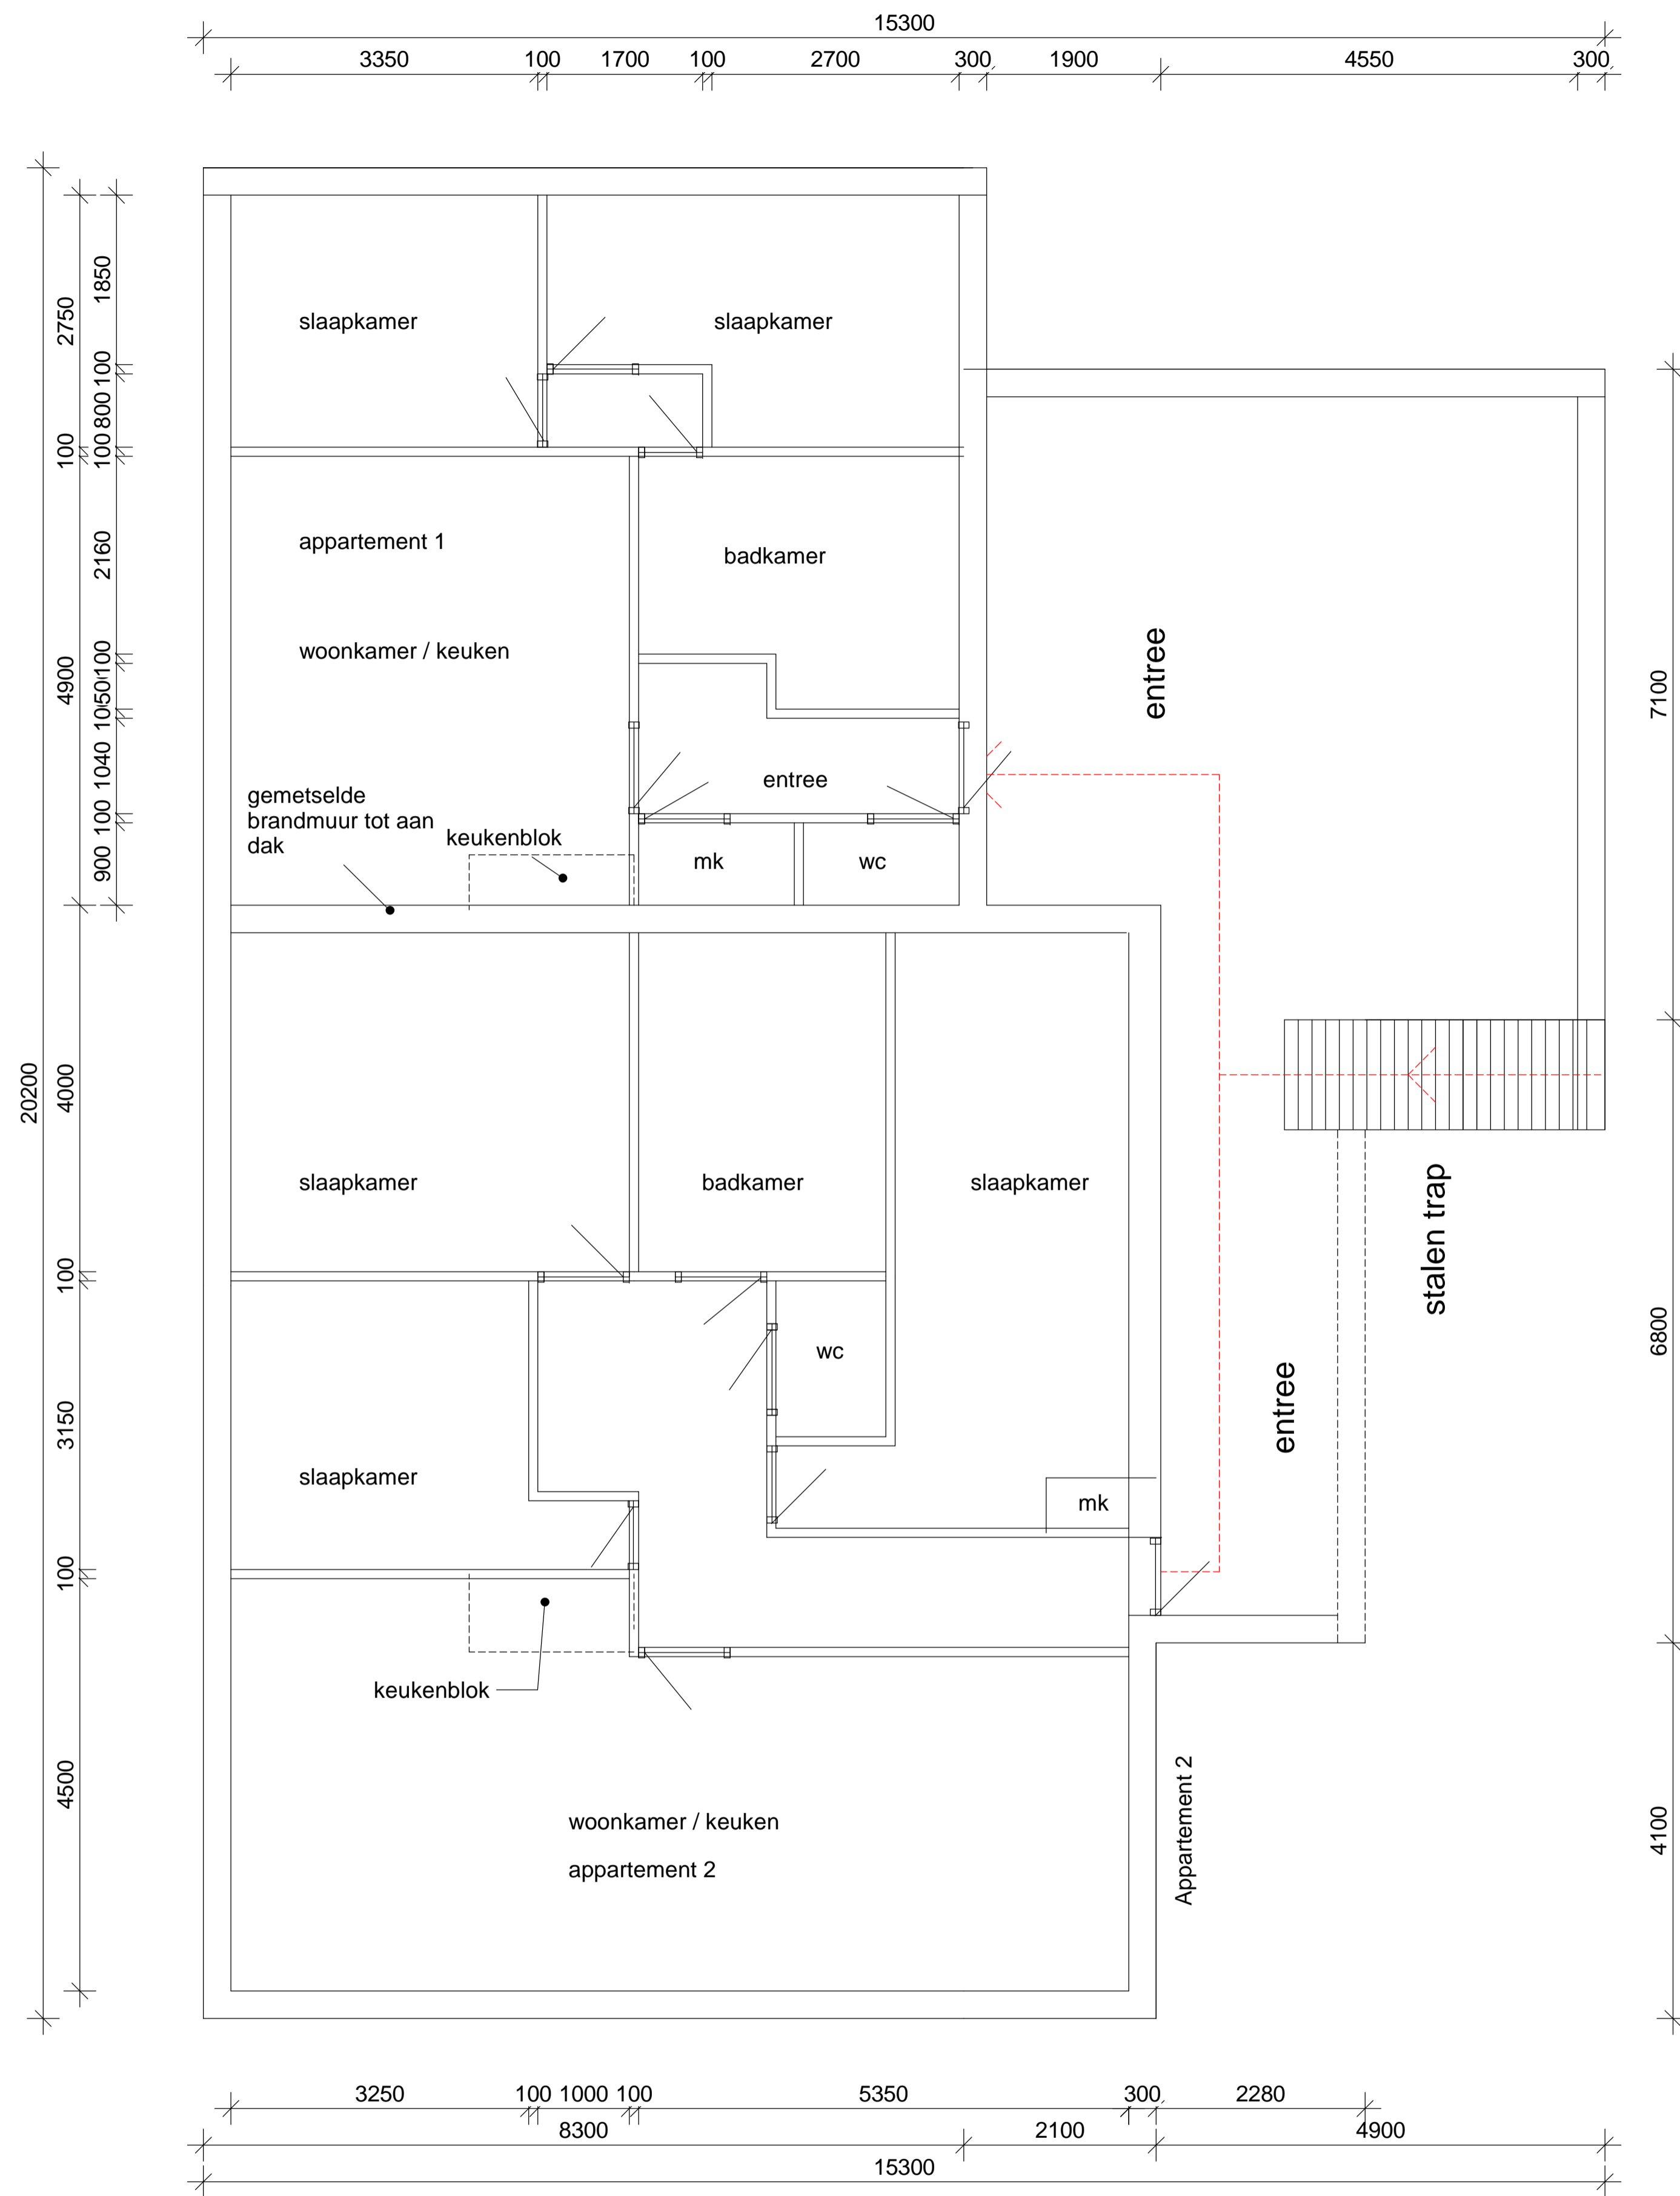 15300
3350 100 1700 100 2700 300 1900 4550 300
20200
2750
100
4900
4000
100
3150
100
4500
1850
100
800
100
2160
100
50
10
1040
100
900
7100
6800
4100
slaapkamer
slaapkamer
appartement 1
badkamer
woonkamer / keuken
entree
entree
gemetselde
brandmuur tot aan
dak
keukenblok
mk
wc
slaapkamer
badkamer
slaapkamer
stalen trap
wc
entree
slaapkamer
mk
keukenblok
woonkamer / keuken
appartement 2
Appartement 2
3250 100 1000 100 5350 300 2280
8300 2100 4900
15300